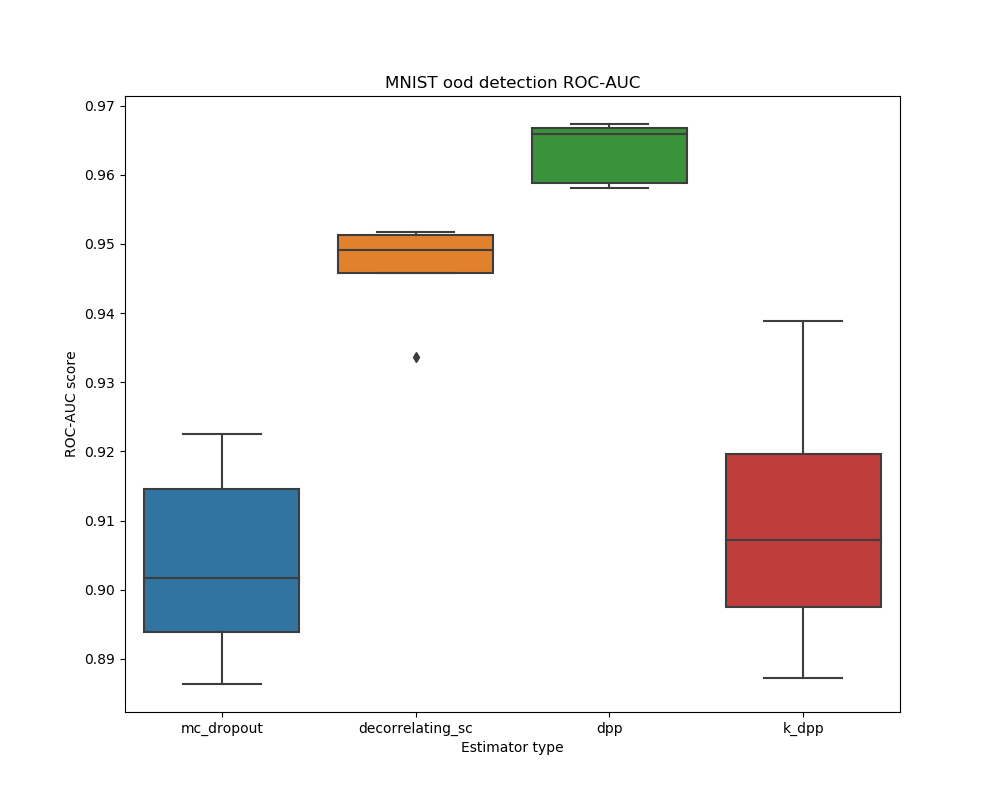 MNIST ood detection ROC-AUC
0.97
0.96
0.95
0.94
0.93
0.92
0.91
0.90
0.89
ROC-AUC score
mc_dropout decorrelating_sc dpp k_dpp
Estimator type